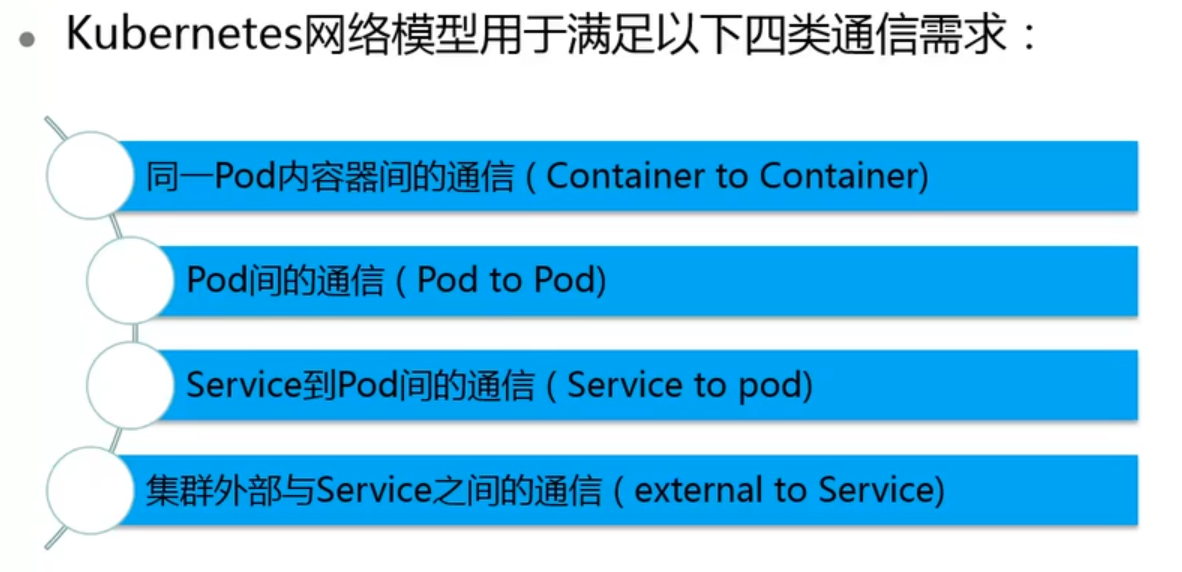 Kubernetes网络模型用于满足以下四类通信需求：
同一Pod内容器间的通信 ( Container to Container)
Pod间的通信 ( Pod to Pod)
Service到Pod间的通信 ( Service to pod)
集群外部与Service之间的通信 ( external to Service)